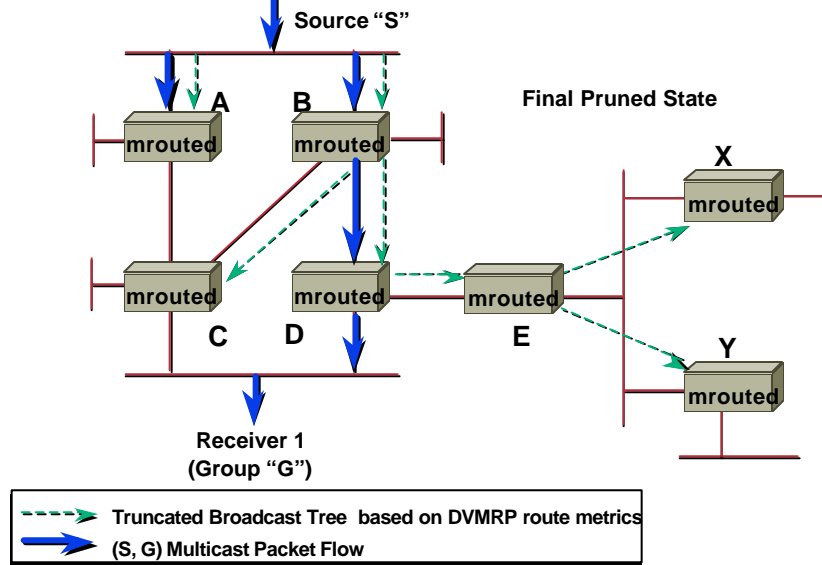 Source “S”
A
B
Final Pruned State
mrouted
mrouted
X
mrouted
mrouted
mrouted
mrouted
C
D
E
Y
mrouted
Receiver 1
(Group “G”)
Truncated Broadcast Tree based on DVMRP route metrics
(S, G) Multicast Packet Flow